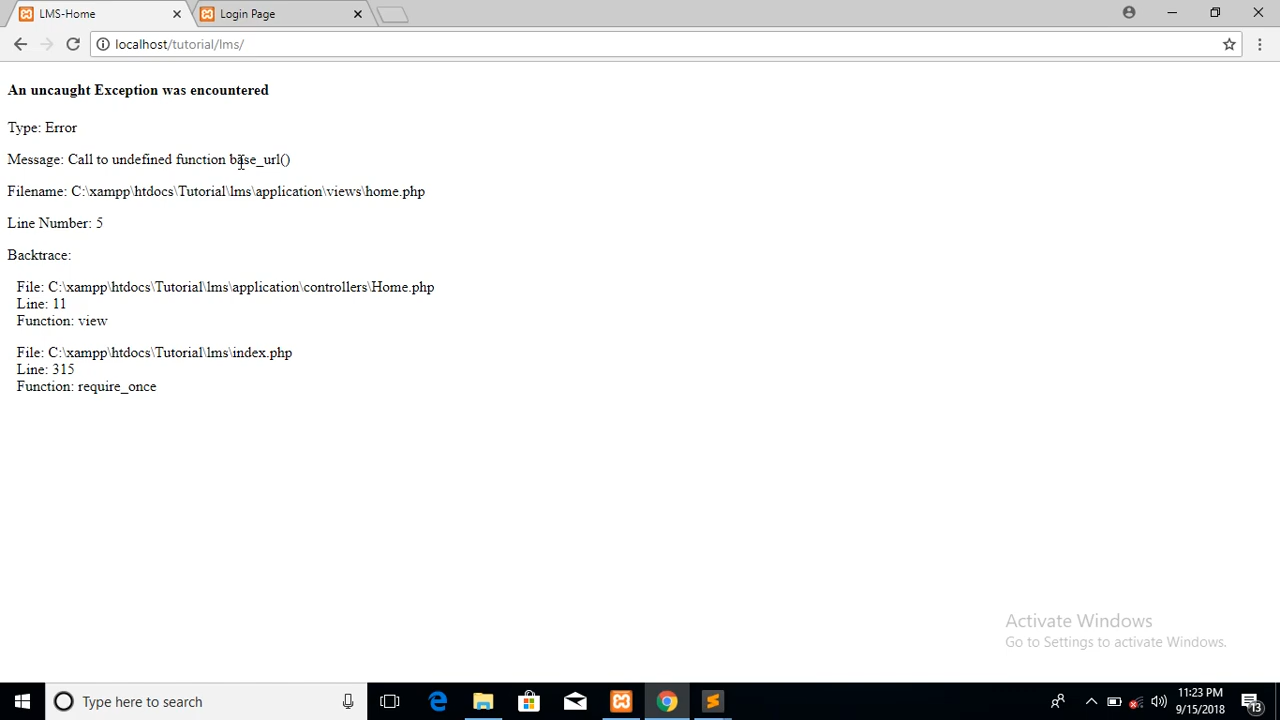 LMS-Home
Login Page
localhost/tutorial/lms/
An uncaught Exception was encountered
Type: Error
Message: Call to undefined function base_url()
Filename: C:\xampp\htdocs\Tutorial\lms\application\views\home.php
Line Number: 5
Backtrace:
File: C:\xampp\htdocs\Tutorial\lms\application\controllers\Home.php
Line: 11
Function: view
File: C:\xampp\htdocs\Tutorial\lms\index.php
Line: 315
Function: require_once
Activate Windows
Go to Settings to activate Windows.
Type here to search
11:23 PM
9/15/2018
13